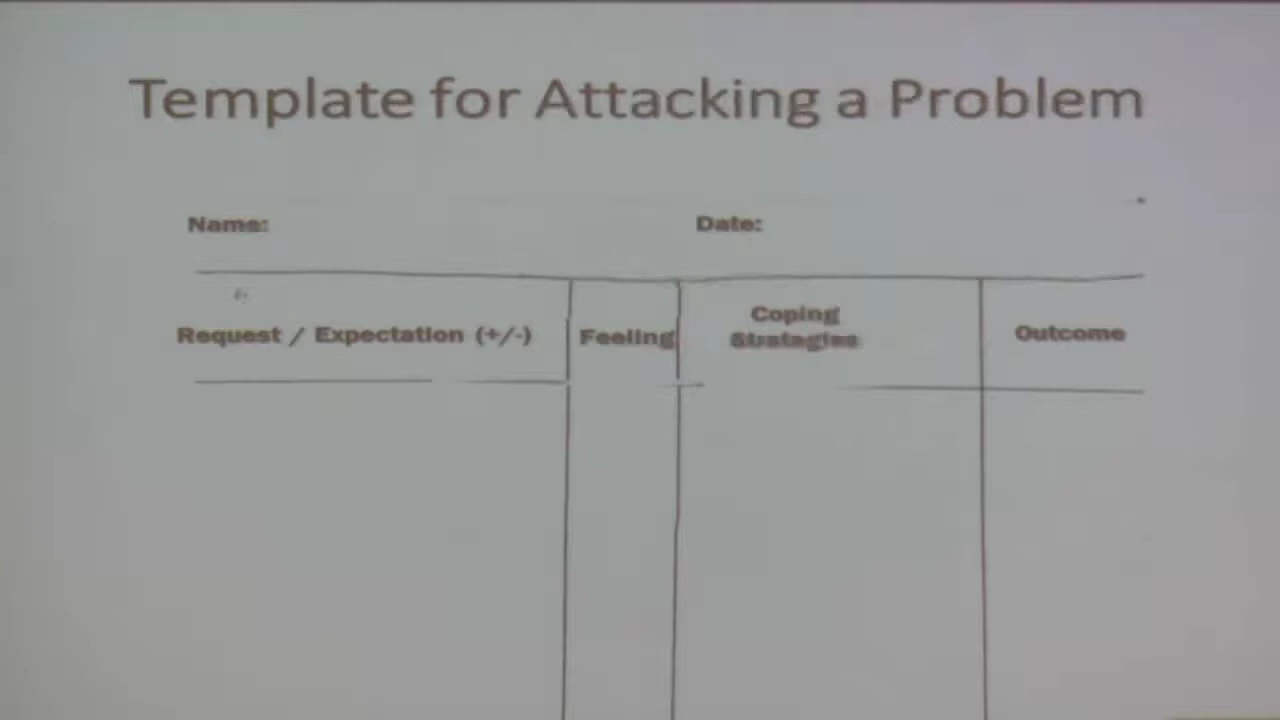 Template for Attacking a Problem
Name: Date:
Request / Expectation (+/-) Feeling Coping Strategies Outcome